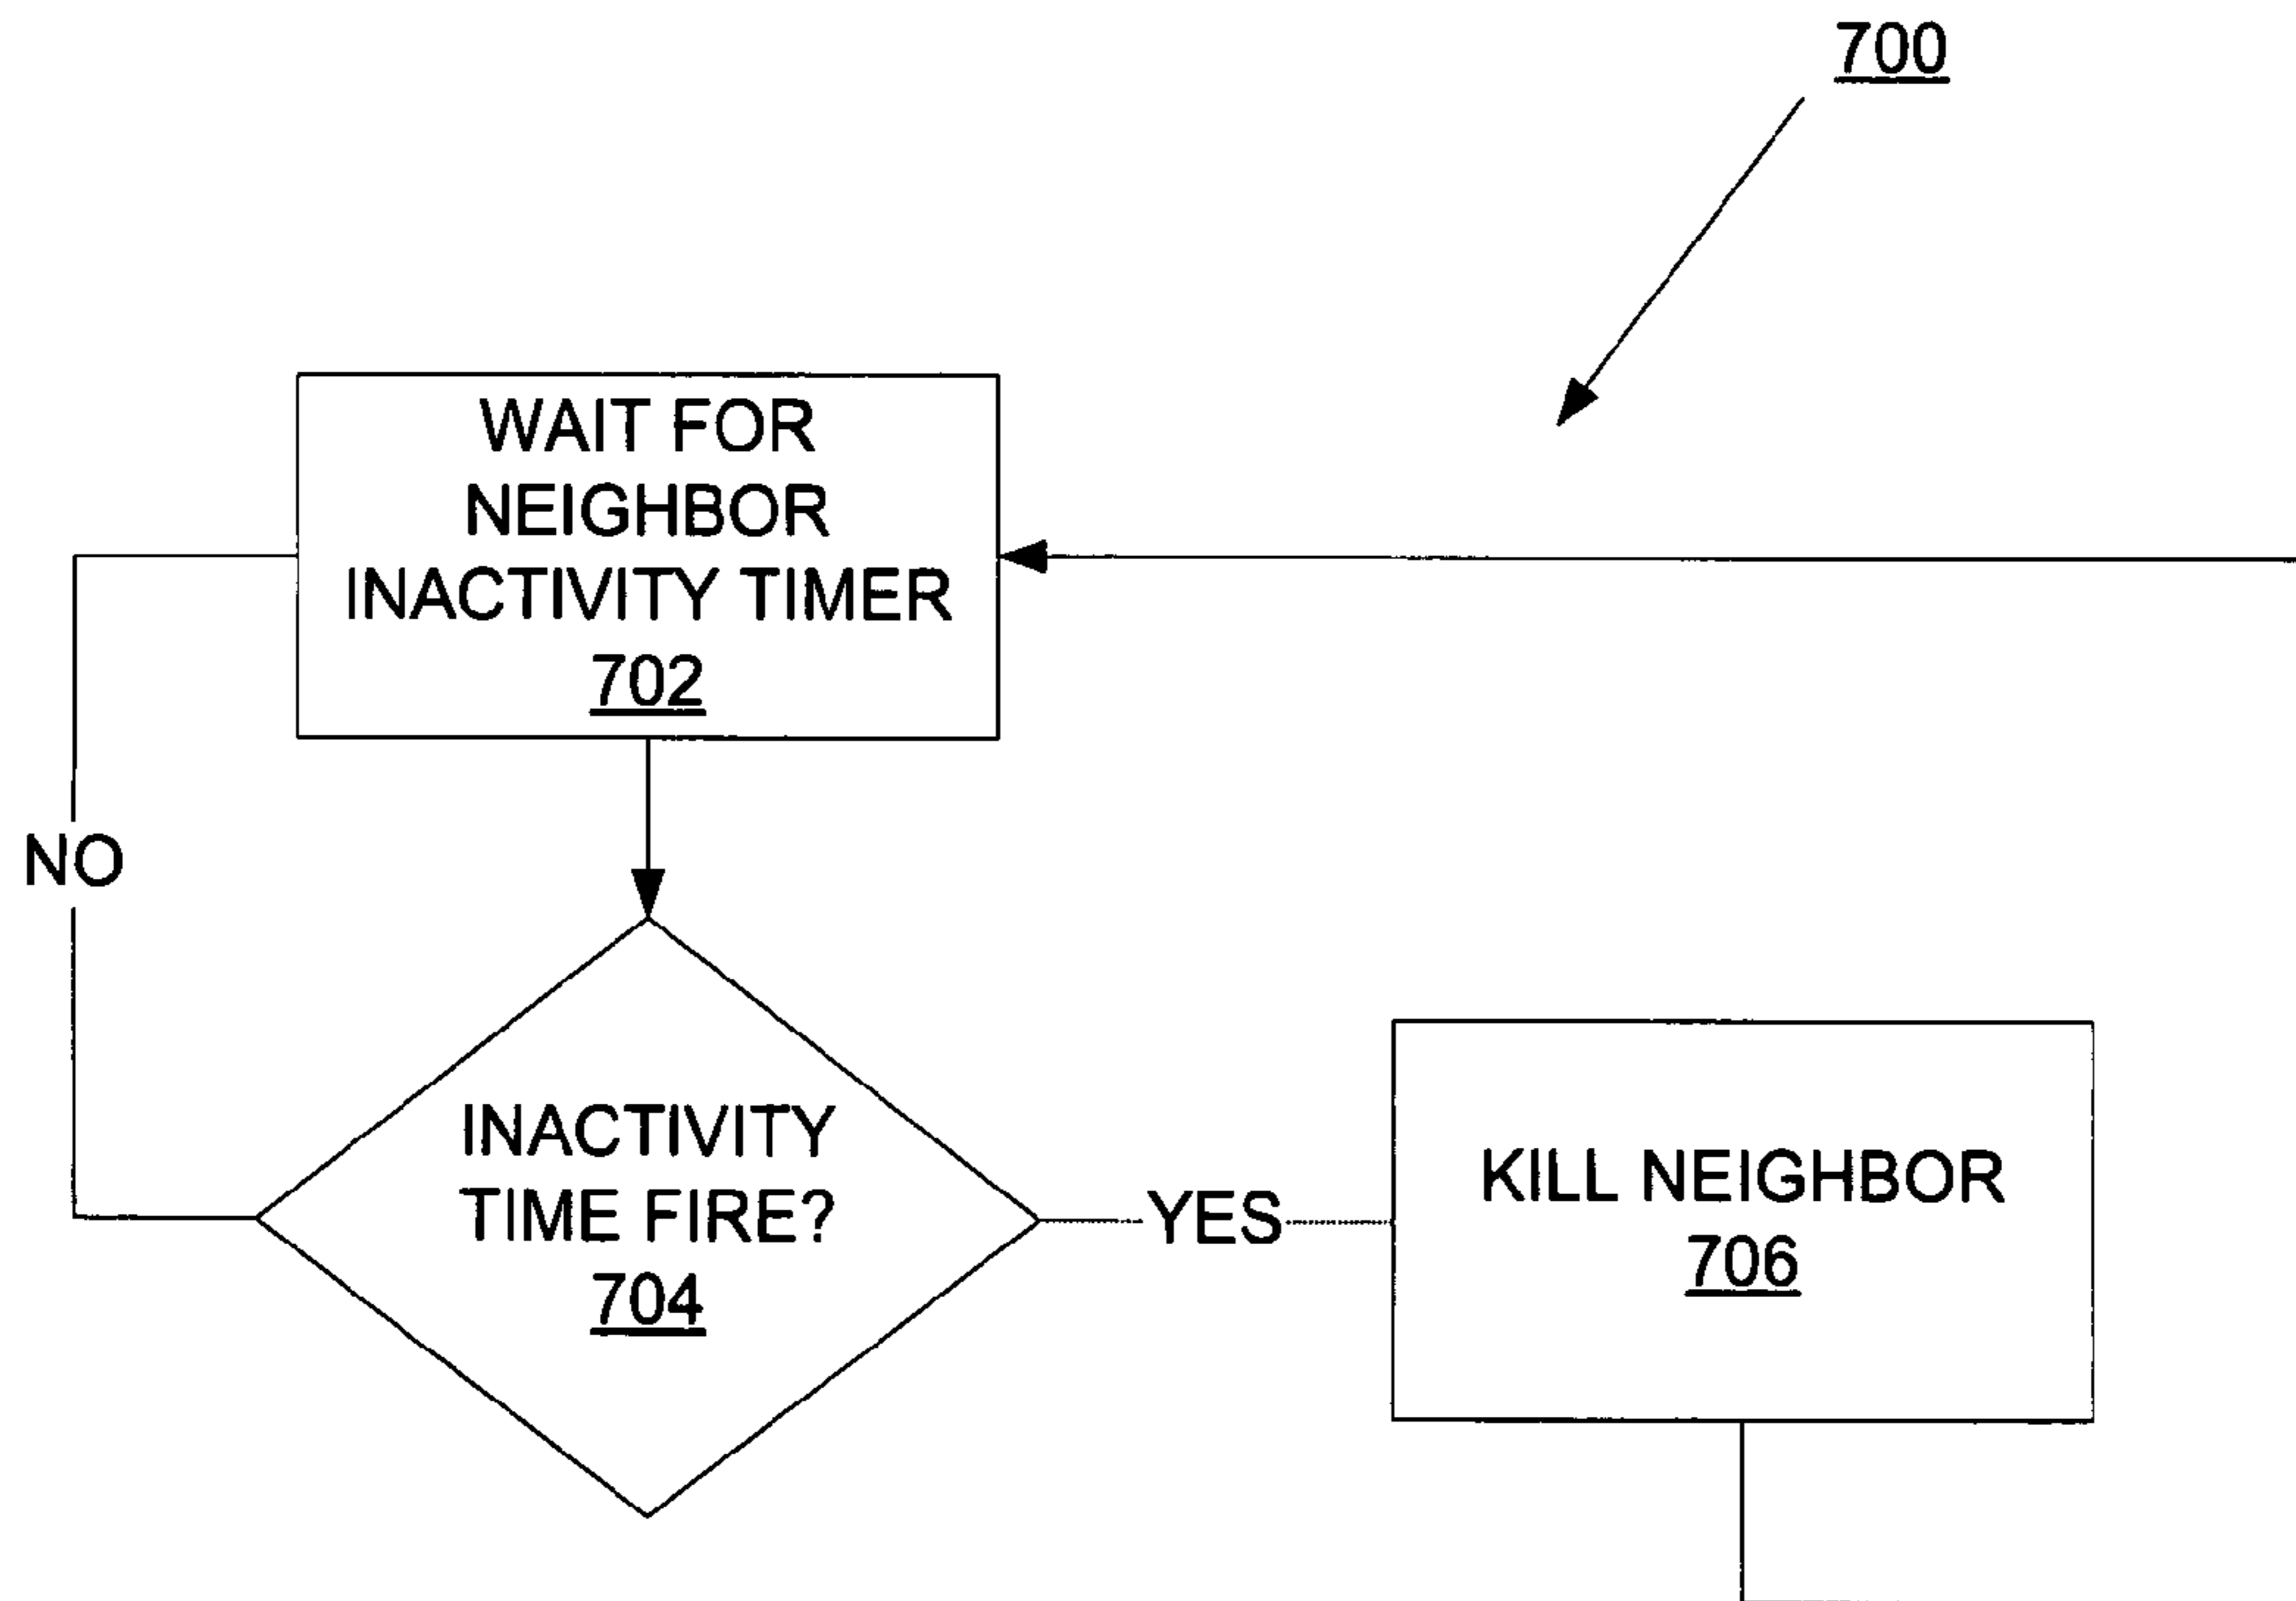 700
WAIT FOR
NEIGHBOR
INACTIVITY TIMER
702
NO
INACTIVITY
TIME FIRE?
704
YES
KILL NEIGHBOR
706